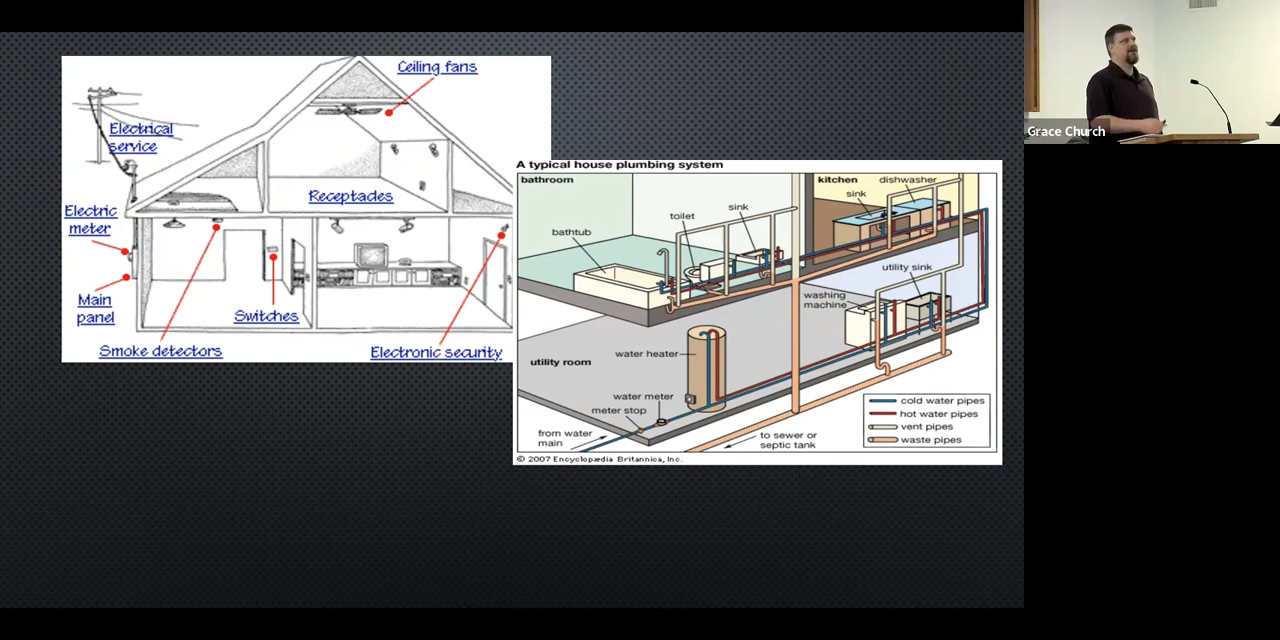 Ceiling fans
Electrical
service
Receptacles
Electric
meter
Main
panel
Switches
Smoke detectors
Electronic security
A typical house plumbing system
bathroom
kitchen
dishwasher
sink
sink
toilet
bathtub
utility sink
washing
machine
water heater
utility room
water meter
meter stop
from water
main
to sewer or
septic tank
cold water pipes
hot water pipes
vent pipes
waste pipes
© 2007 Encyclopædia Britannica, Inc.
Grace Church